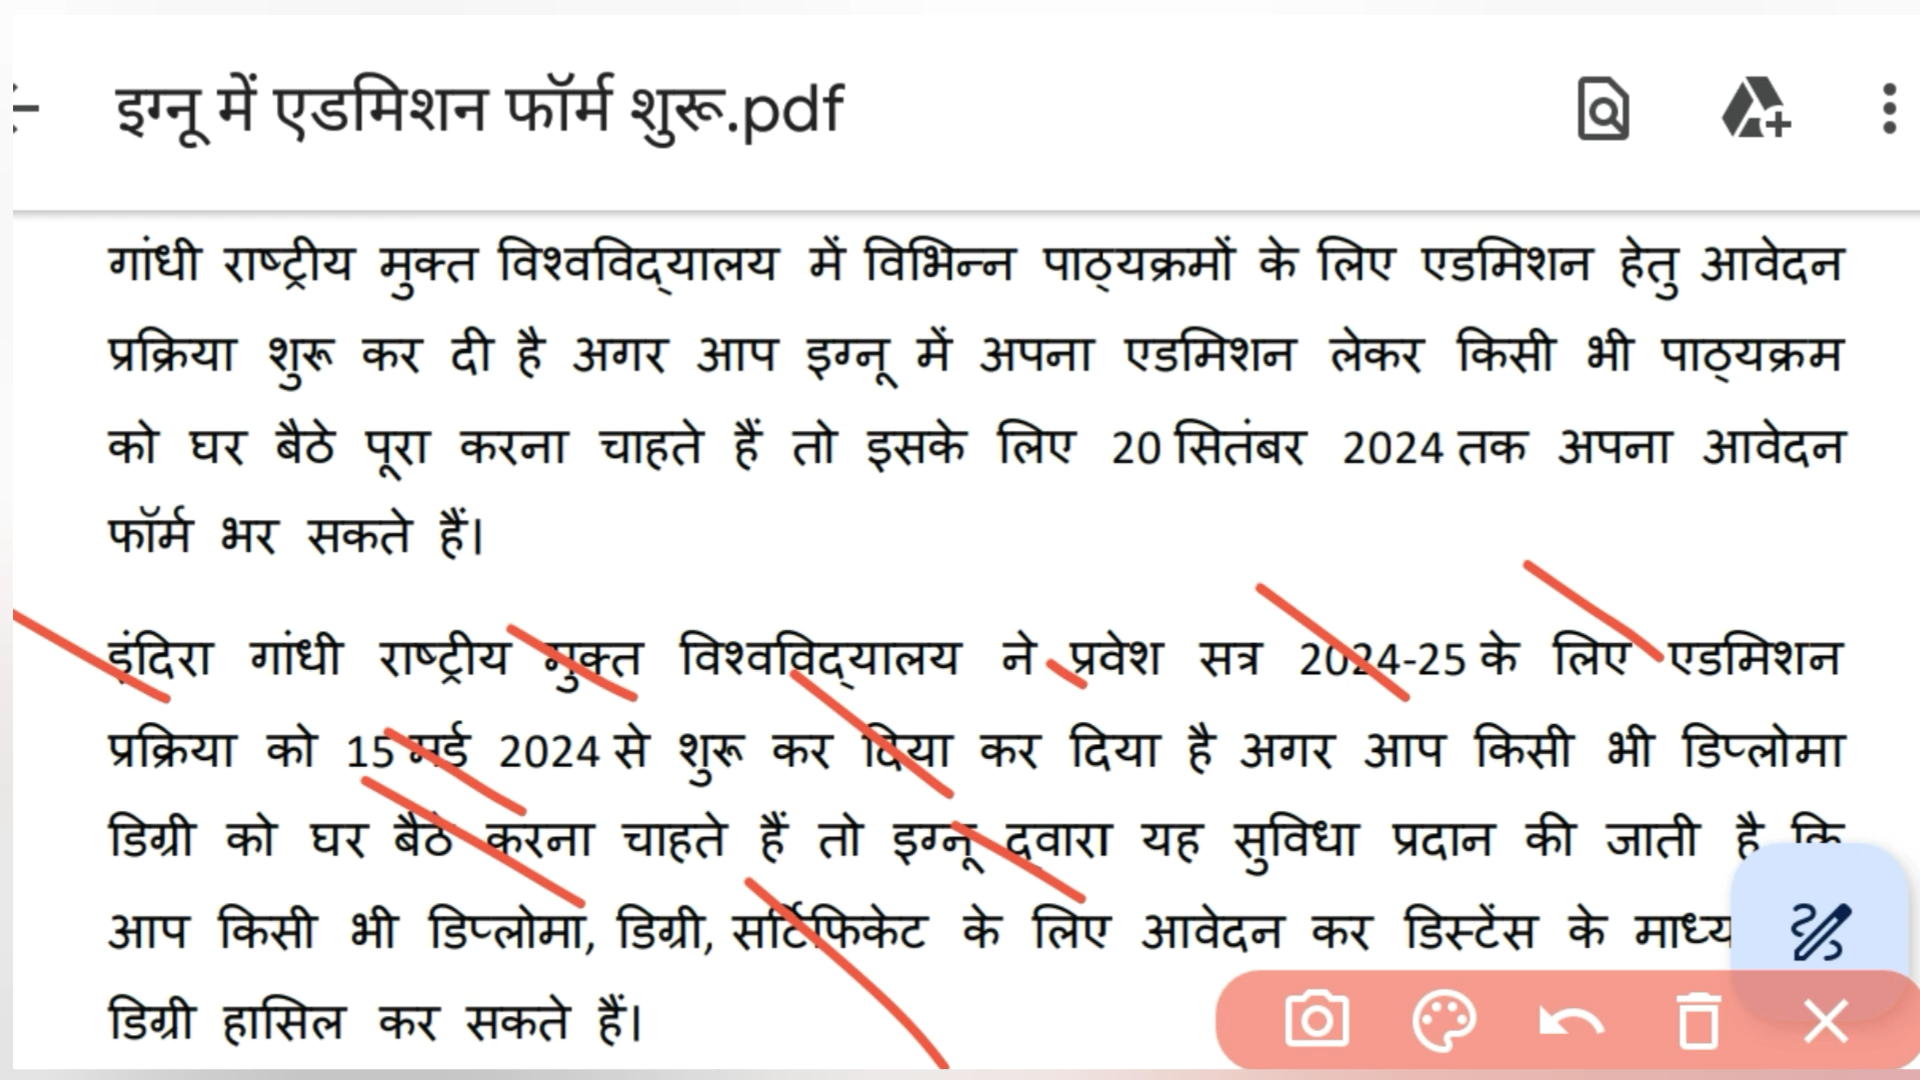 इग्नू में एडमिशन फॉर्म शुरू.pdf
गांधी राष्ट्रीय मुक्त विश्वविद्यालय में विभिन्न पाठ्यक्रमों के लिए एडमिशन हेतु आवेदन
प्रक्रिया शुरू कर दी है अगर आप इग्नू में अपना एडमिशन लेकर किसी भी पाठ्यक्रम
को घर बैठे पूरा करना चाहते हैं तो इसके लिए 20 सितंबर 2024 तक अपना आवेदन
फॉर्म भर सकते हैं।
इंदिरा गांधी राष्ट्रीय मुक्त विश्वविद्यालय ने प्रवेश सत्र 2024-25 के लिए एडमिशन
प्रक्रिया को 15 मई 2024 से शुरू कर दिया कर दिया है अगर आप किसी भी डिप्लोमा
डिग्री को घर बैठे करना चाहते हैं तो इग्नू द्वारा यह सुविधा प्रदान की जाती है कि
आप किसी भी डिप्लोमा, डिग्री, सर्टिफिकेट के लिए आवेदन कर डिस्टेंस के
डिग्री हासिल कर सकते हैं।